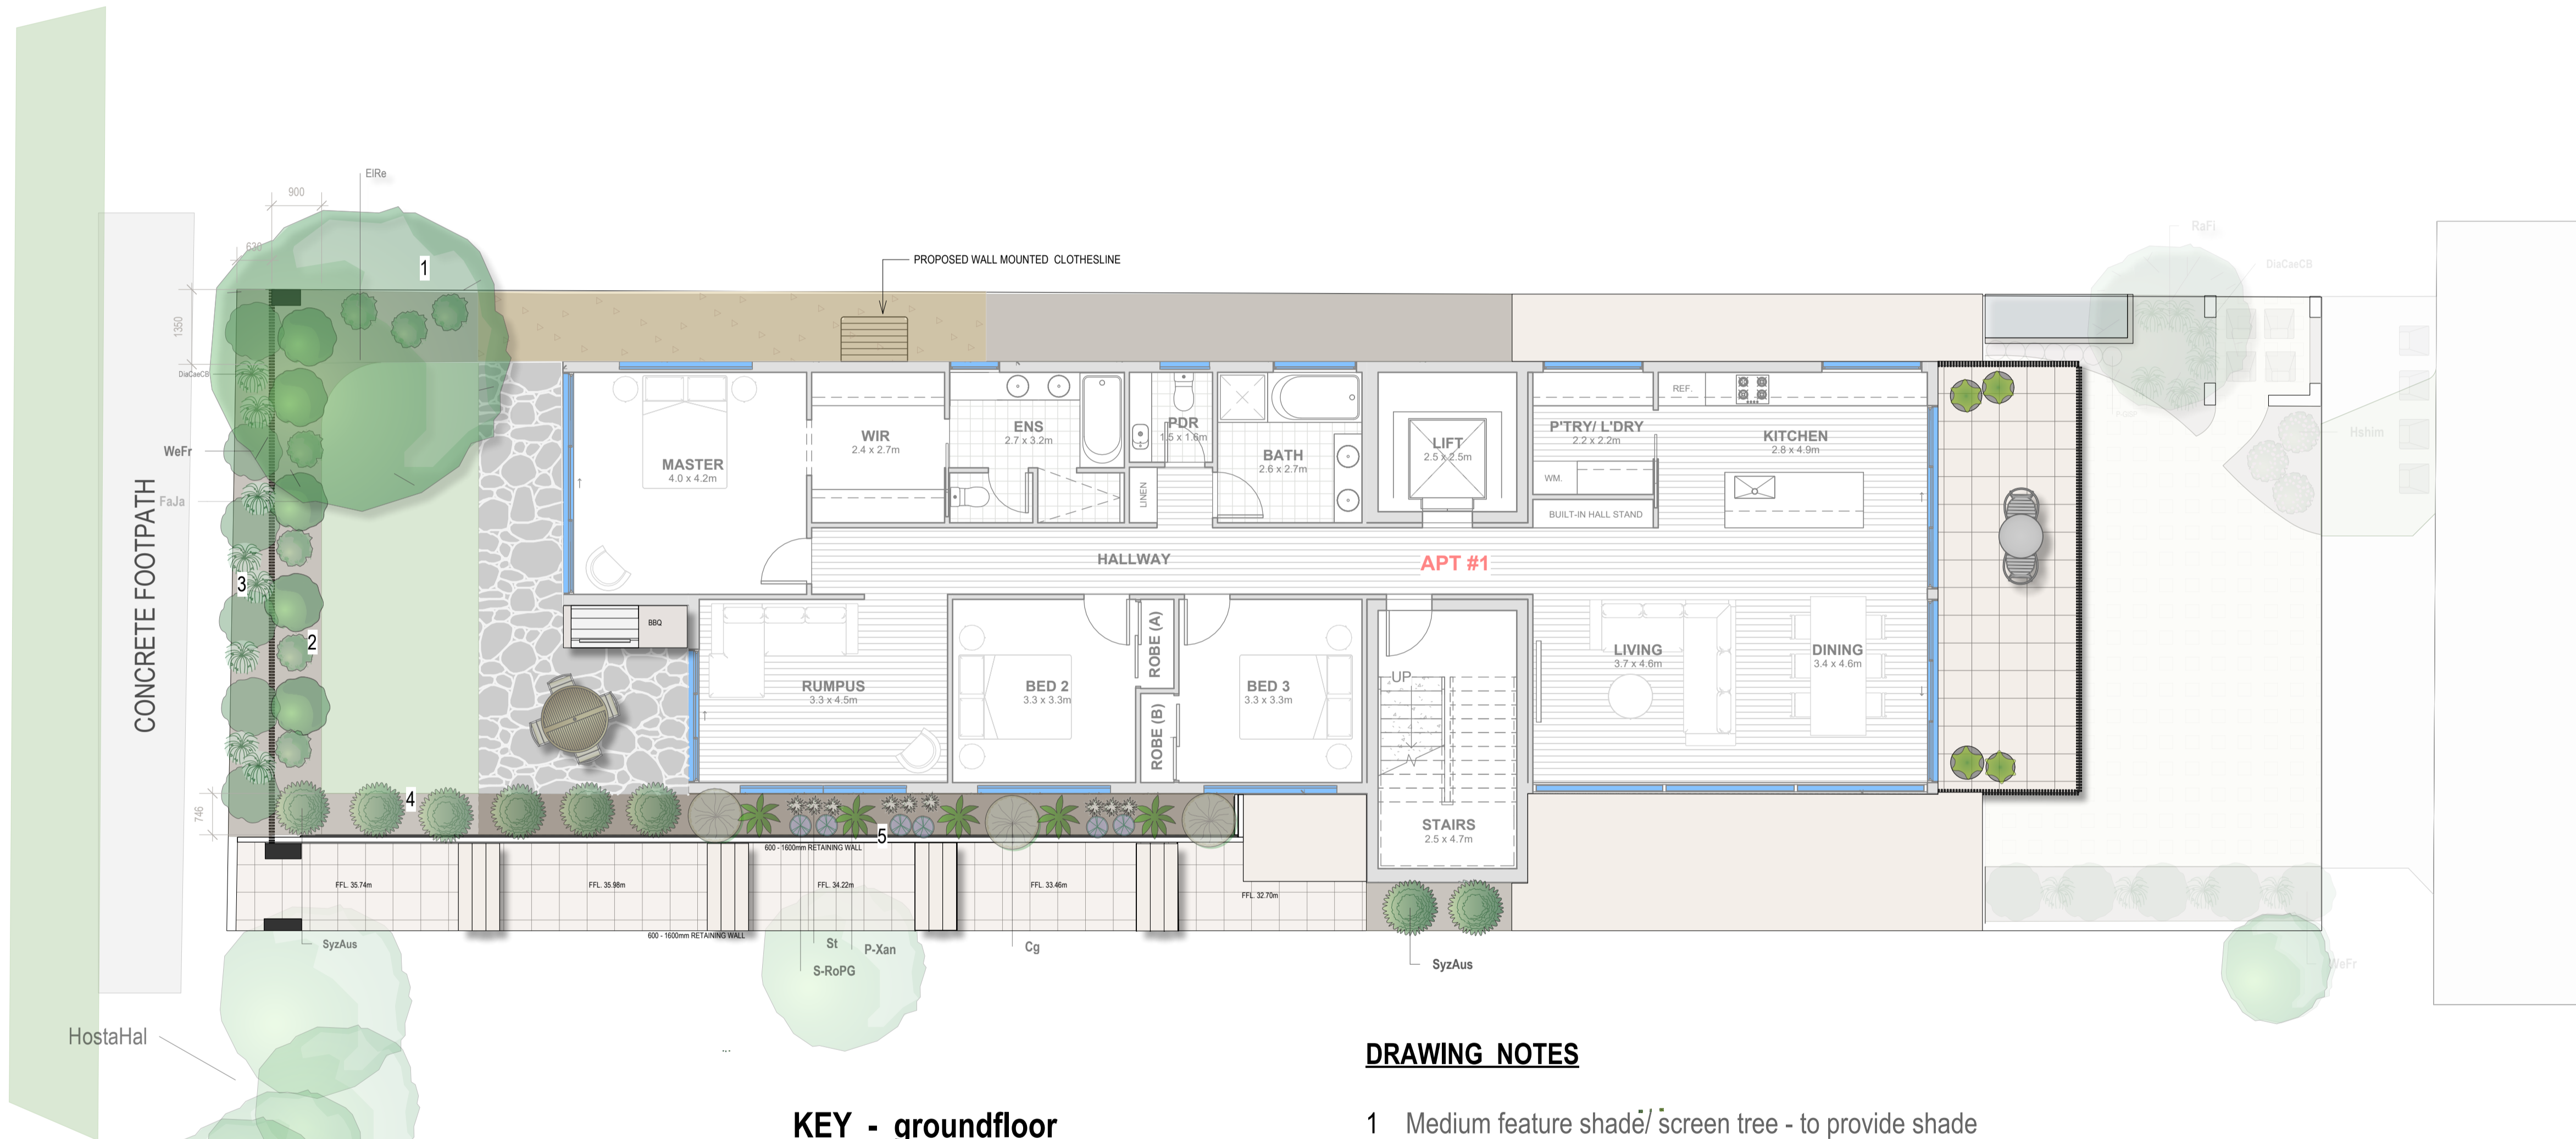 RaFi
ElRe
900
630
PROPOSED WALL MOUNTED CLOTHESLINE
DiaCaeCB
1
1350
DiaCaeCB
WeFr
FaJa
CONCRETE FOOTPATH
3
2
4
5
746
MASTER
4.0 x 4.2m
WIR
2.4 x 2.7m
ENS
2.7 x 3.2m
PDR
1.5 x 1.6m
LINEN
BATH
2.6 x 2.7m
LIFT
2.5 x 2.5m
P'TRY/ L'DRY
2.2 x 2.2m
WM.
BUILT-IN HALL STAND
REF.
KITCHEN
2.8 x 4.9m
Hshim
HALLWAY
APT #1
BBQ
RUMPUS
3.3 x 4.5m
BED 2
3.3 x 3.3m
ROBE (A)
ROBE (B)
BED 3
3.3 x 3.3m
UP
STAIRS
2.5 x 4.7m
LIVING
3.7 x 4.6m
DINING
3.4 x 4.6m
600 - 1600mm RETAINING WALL
FFL. 35.74m
FFL. 35.98m
FFL. 34.22m
FFL. 33.46m
FFL. 32.70m
600 - 1600mm RETAINING WALL
SyzAus
St
P-Xan
S-RoPG
Cg
SyzAus
WeFr
HostaHal
DRAWING NOTES
KEY - groundfloor
1 Medium feature shade/ screen tree - to provide shade